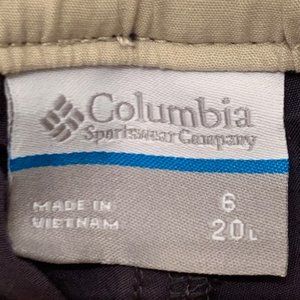 Columbia
Sportswear Company
MADE IN
VIETNAM
6
20L